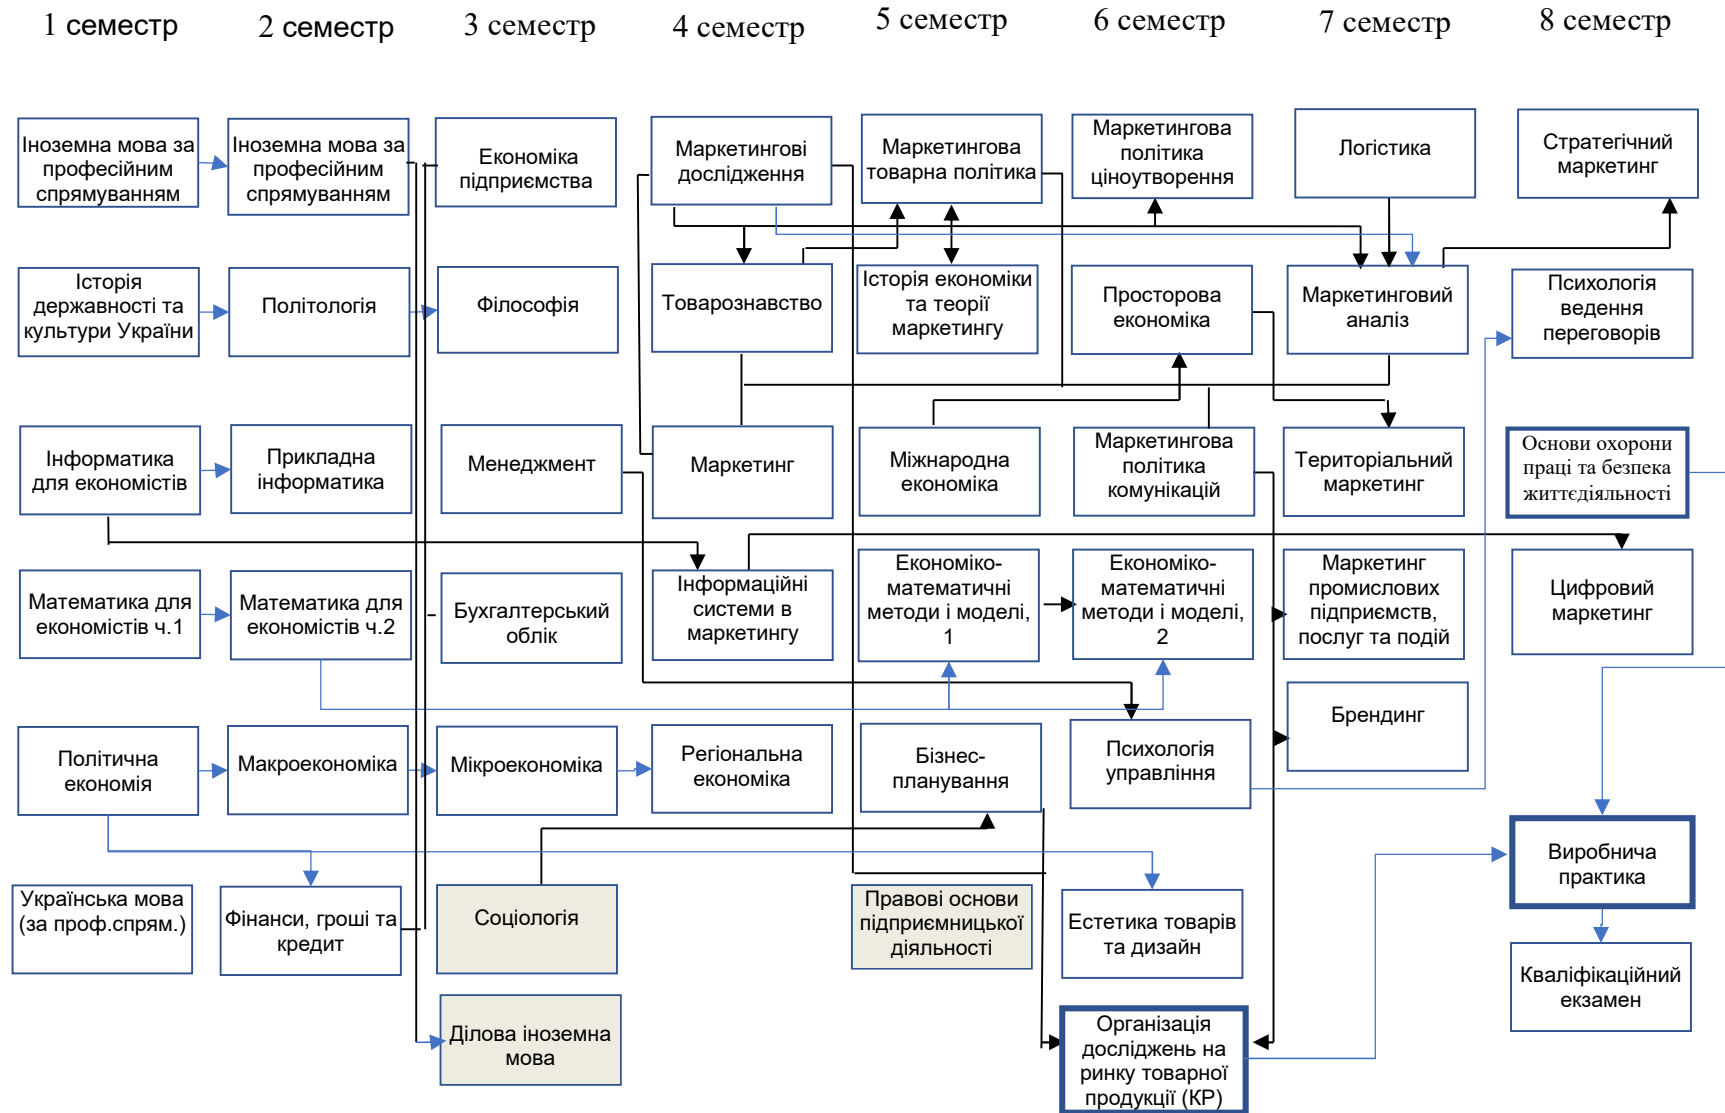 1 семестр
2 семестр
3 семестр
4 семестр
5 семестр
6 семестр
7 семестр
8 семестр
Іноземна мова за
професійним
спрямуванням
Іноземна мова за
професійним
спрямуванням
Економіка
підприємства
Маркетингові
дослідження
Маркетингова
товарна політика
Маркетингова
політика
ціноутворення
Логістика
Стратегічний
маркетинг
Історія
державності та
культури України
Політологія
Філософія
Товарознавство
Історія економіки
та теорії
маркетингу
Просторова
економіка
Маркетинговий
аналіз
Психологія
ведення
переговорів
Інформатика
для економістів
Прикладна
інформатика
Менеджмент
Маркетинг
Міжнародна
економіка
Маркетингова
політика
комунікацій
Територіальний
маркетинг
Основи охорони
праці та безпека
життєдіяльності
Математика для
економістів ч.1
Математика для
економістів ч.2
Бухгалтерський
облік
Інформаційні
системи в
маркетингу
Економіко-
математичні
методи і моделі,
1
Економіко-
математичні
методи і моделі,
2
Маркетинг
промислових
підприємств,
послуг та подій
Цифровий
маркетинг
Політична
економія
Макроекономіка
Мікроекономіка
Регіональна
економіка
Бізнес-
планування
Психологія
управління
Брендинг
Виробнича
практика
Українська мова
(за проф.спрям.)
Фінанси, гроші та
кредит
Соціологія
Правові основи
підприємницької
діяльності
Естетика товарів
та дизайн
Кваліфікаційний
екзамен
Ділова іноземна
мова
Організація
досліджень на
ринку товарної
продукції (КР)